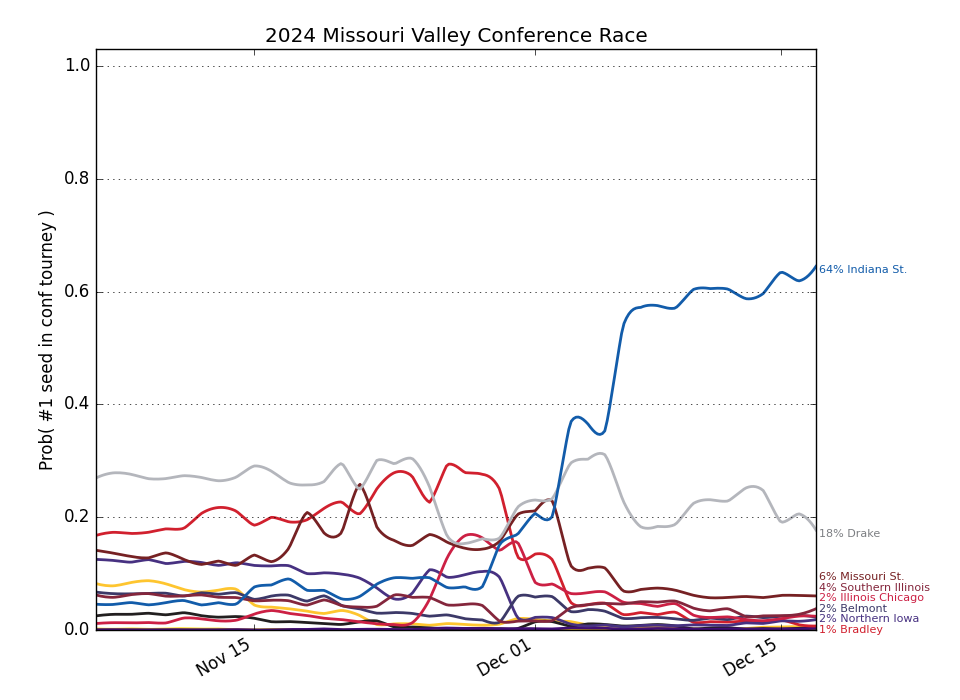 2024 Missouri Valley Conference Race
Prob( #1 seed in conf tourney )
1.0
0.8
0.6
0.4
0.2
0.0
Nov 15
Dec 01
Dec 15
64% Indiana St.
18% Drake
6% Missouri St.
4% Southern Illinois
2% Illinois Chicago
2% Belmont
2% Northern Iowa
1% Bradley